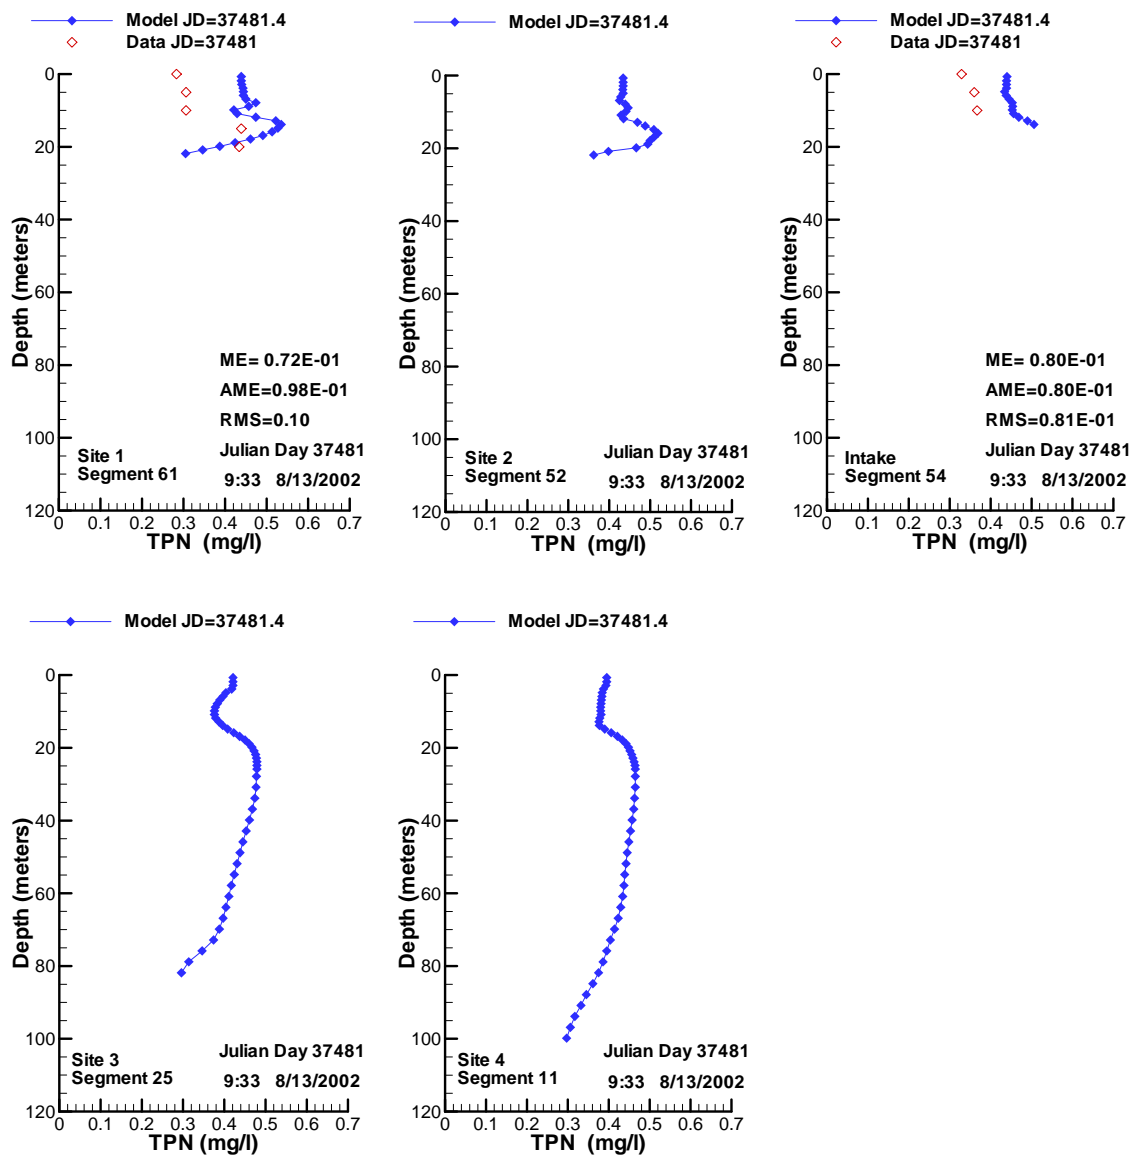 Model JD=37481.4
Data JD=37481
0
20
40
60
80
100
120
Depth (meters)
ME= 0.72E-01
AME=0.98E-01
RMS=0.10
Site 1
Segment 61
Julian Day 37481
9:33 8/13/2002
0 0.1 0.2 0.3 0.4 0.5 0.6 0.7
TPN (mg/l)
Model JD=37481.4
0
20
40
60
80
100
120
Depth (meters)
Site 2
Segment 52
Julian Day 37481
9:33 8/13/2002
0 0.1 0.2 0.3 0.4 0.5 0.6 0.7
TPN (mg/l)
Model JD=37481.4
Data JD=37481
0
20
40
60
80
100
120
Depth (meters)
ME= 0.80E-01
AME=0.80E-01
RMS=0.81E-01
Intake
Segment 54
Julian Day 37481
9:33 8/13/2002
0 0.1 0.2 0.3 0.4 0.5 0.6 0.7
TPN (mg/l)
Model JD=37481.4
0
20
40
60
80
100
120
Depth (meters)
Site 3
Segment 25
Julian Day 37481
9:33 8/13/2002
0 0.1 0.2 0.3 0.4 0.5 0.6 0.7
TPN (mg/l)
Model JD=37481.4
0
20
40
60
80
100
120
Depth (meters)
Site 4
Segment 11
Julian Day 37481
9:33 8/13/2002
0 0.1 0.2 0.3 0.4 0.5 0.6 0.7
TPN (mg/l)